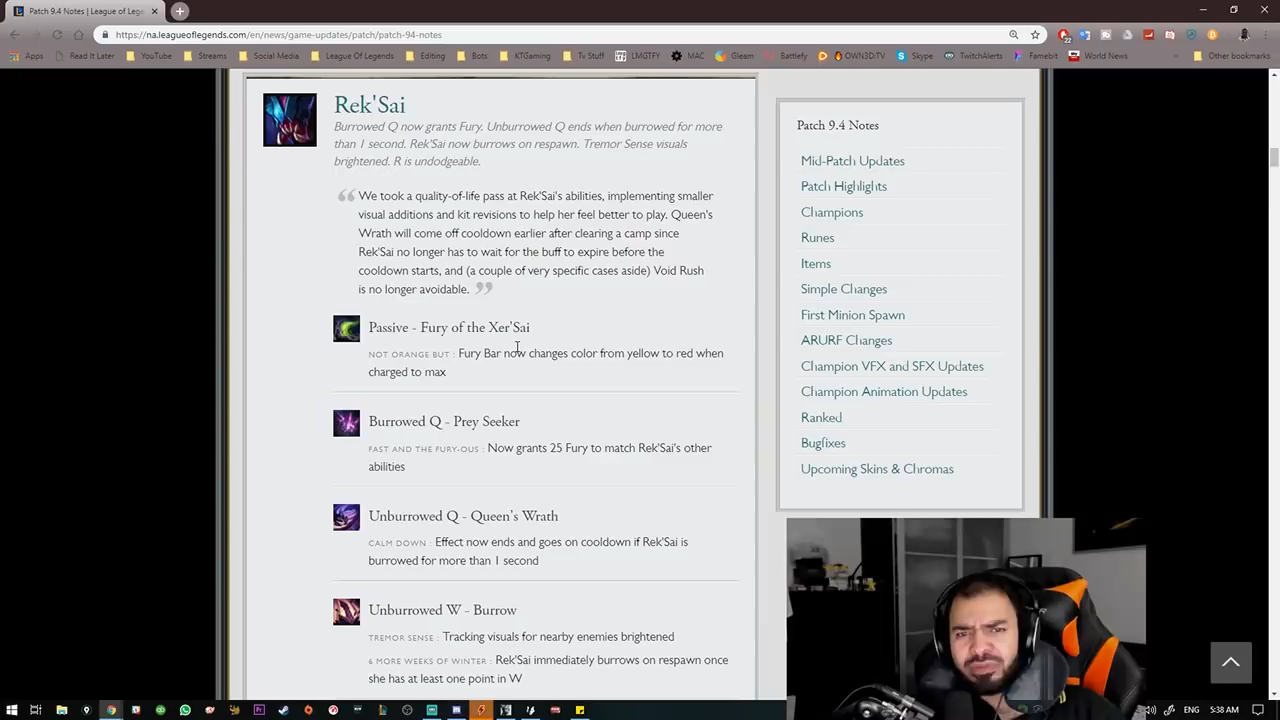 Patch 9.4 Notes | League of Leg
https://na.leagueoflegends.com/en/news/game-updates/patch/patch-94-notes
Apps
Read It Later
YouTube
Streams
Social Media
League Of Legends
Editing
Bots
KTGaming
Tv Stuff
LMGTFY
MAC
Gleam
Battlefy
OWN3D.TV
Skype
TwitchAlerts
Famebit
World News
Other bookmarks
Rek'Sai
Burrowed Q now grants Fury. Unburrowed Q ends when burrowed for more
than 1 second. Rek'Sai now burrows on respawn. Tremor Sense visuals
brightened. R is undodgeable.
We took a quality-of-life pass at Rek'Sai's abilities, implementing smaller
visual additions and kit revisions to help her feel better to play. Queen's
Wrath will come off cooldown earlier after clearing a camp since
Rek'Sai no longer has to wait for the buff to expire before the
cooldown starts, and (a couple of very specific cases aside) Void Rush
is no longer avoidable.
Passive - Fury of the Xer'Sai
NOT ORANGE BUT : Fury Bar now changes color from yellow to red when
charged to max
Burrowed Q - Prey Seeker
FAST AND THE FURY-OUS : Now grants 25 Fury to match Rek'Sai's other
abilities
Unburrowed Q - Queen's Wrath
CALM DOWN : Effect now ends and goes on cooldown if Rek'Sai is
burrowed for more than 1 second
Unburrowed W - Burrow
TREMOR SENSE : Tracking visuals for nearby enemies brightened
6 MORE WEEKS OF WINTER : Rek'Sai immediately burrows on respawn once
she has at least one point in W
Patch 9.4 Notes
Mid-Patch Updates
Patch Highlights
Champions
Runes
Items
Simple Changes
First Minion Spawn
ARURF Changes
Champion VFX and SFX Updates
Champion Animation Updates
Ranked
Bugfixes
Upcoming Skins & Chromas
5:38 AM